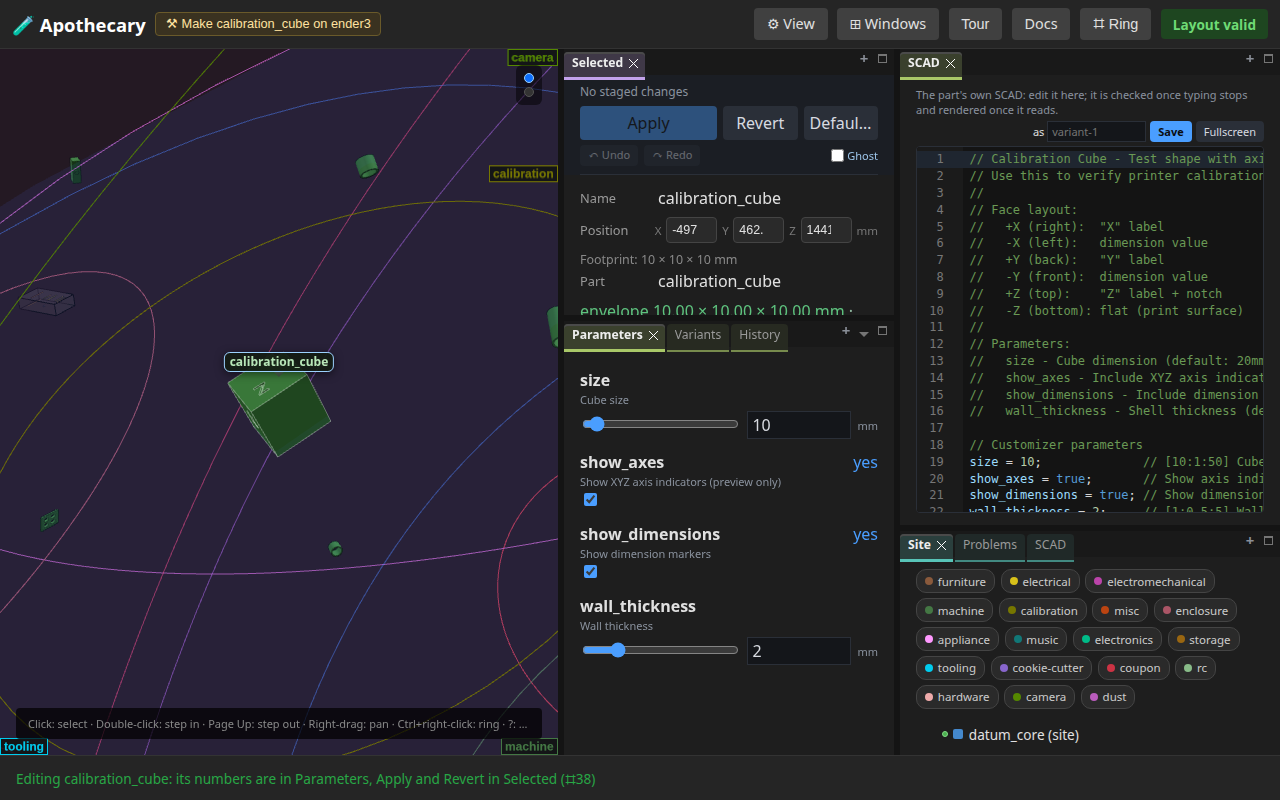 🧪 Apothecary
⚒ Make calibration_cube on ender3
⚙ View
⊞ Windows
Tour
Docs
⌗ Ring
Layout valid
camera
calibration
calibration_cube
Z
Click: select · Double-click: step in · Page Up: step out · Right-drag: pan · Ctrl+right-click: ring · ?: ...
tooling
machine
Selected
No staged changes
Apply
Revert
Defaul...
↶ Undo
↷ Redo
Ghost
Name calibration_cube
Position X -497 Y 462. Z 1441 mm
Footprint: 10 × 10 × 10 mm
Part calibration_cube
envelope 10.00 × 10.00 × 10.00 mm ·
Parameters
Variants
History
size
Cube size
10 mm
show_axes yes
Show XYZ axis indicators (preview only)
show_dimensions yes
Show dimension markers
wall_thickness
Wall thickness
2 mm
SCAD
The part's own SCAD: edit it here; it is checked once typing stops
and rendered once it reads.
as variant-1 Save Fullscreen
1 // Calibration Cube - Test shape with axi
2 // Use this to verify printer calibration
3 //
4 // Face layout:
5 //   +X (right):   "X" label
6 //   -X (left):    dimension value
7 //   +Y (back):    "Y" label
8 //   -Y (front):   dimension value
9 //   +Z (top):     "Z" label + notch
10 //   -Z (bottom): flat (print surface)
11 //
12 // Parameters:
13 //   size - Cube dimension (default: 20mm
14 //   show_axes - Include XYZ axis indicat
15 //   show_dimensions - Include dimension
16 //   wall_thickness - Shell thickness (de
17
18 // Customizer parameters
19 size = 10; // [10:1:50] Cube
20 show_axes = true; // Show axis indi
21 show_dimensions = true; // Show dimension
22 wall_thickness = 2; // [1:0.5:5] Wall
Site
Problems
SCAD
furniture
electrical
electromechanical
machine
calibration
misc
enclosure
appliance
music
electronics
storage
tooling
cookie-cutter
coupon
rc
hardware
camera
dust
datum_core (site)
Editing calibration_cube: its numbers are in Parameters, Apply and Revert in Selected (⌗38)